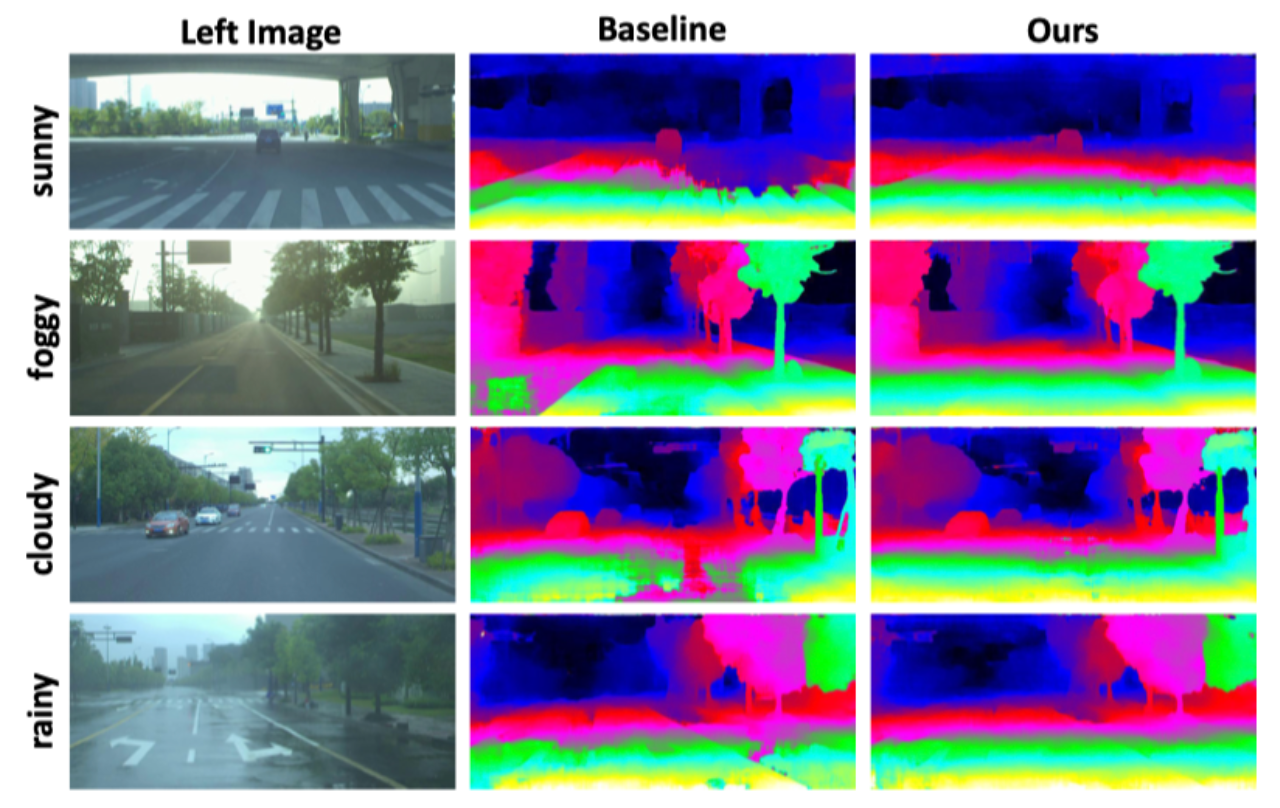 Left Image
Baseline
Ours
sunny
foggy
cloudy
rainy